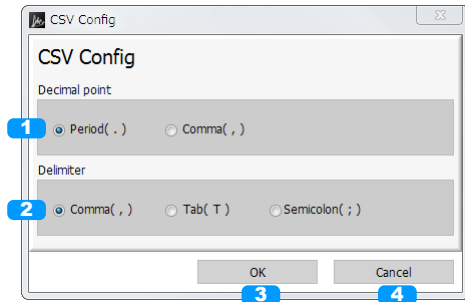 CSV Config
CSV Config
Decimal point
1 Period( . ) Comma( , )
Delimiter
2 Comma( , ) Tab( T ) Semicolon( ; )
OK Cancel
3 4